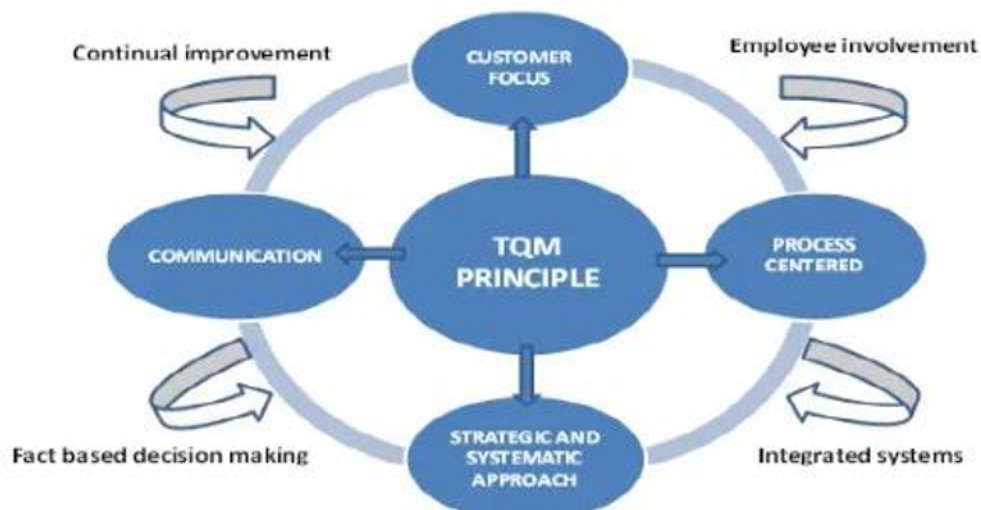 Continual improvement
Employee involvement
CUSTOMER
FOCUS
COMMUNICATION
TQM
PRINCIPLE
PROCESS
CENTERED
Fact based decision making
STRATEGIC AND
SYSTEMATIC
APPROACH
Integrated systems